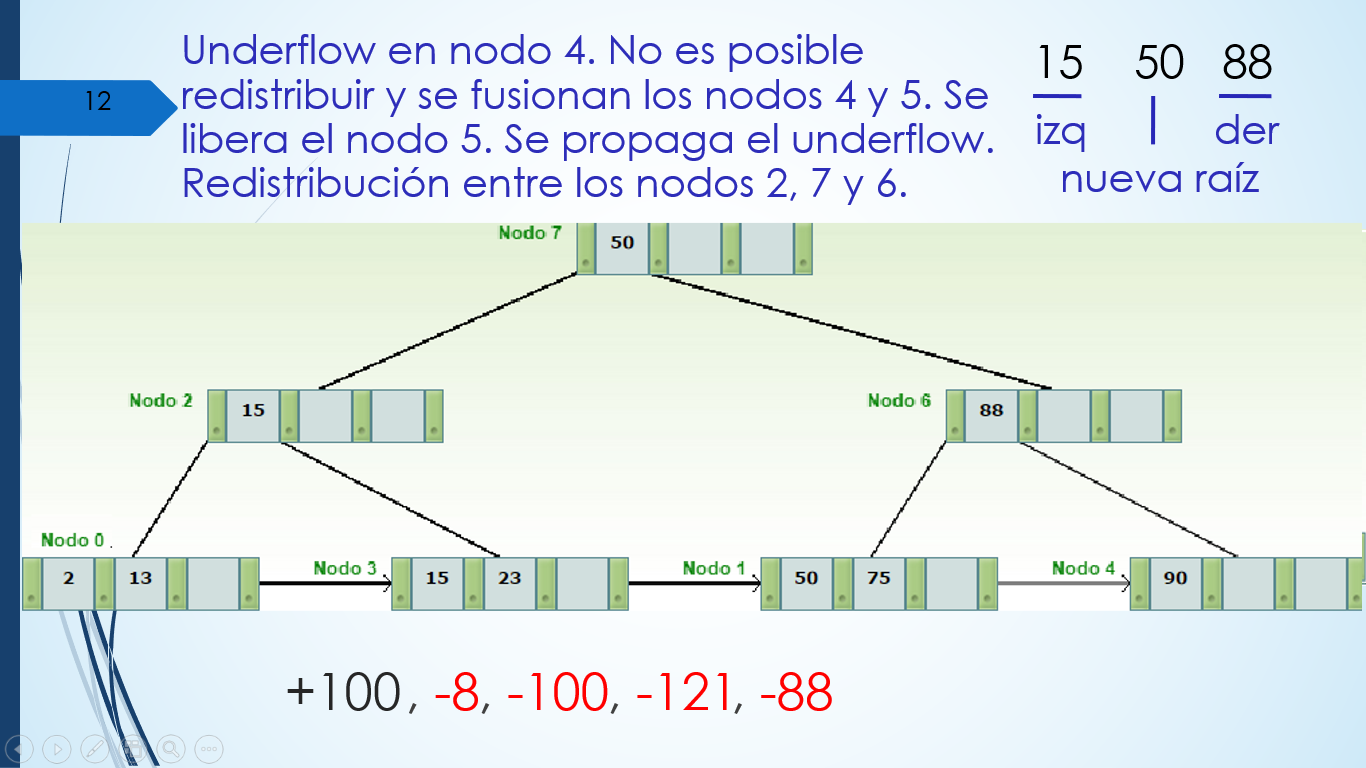 Underflow en nodo 4. No es posible
redistribuir y se fusionan los nodos 4 y 5. Se
libera el nodo 5. Se propaga el underflow.
Redistribución entre los nodos 2, 7 y 6.
12
15 50 88
izq der
nueva raíz
Nodo 7
50
Nodo 2
15
Nodo 6
88
Nodo 0
2 13
Nodo 3
15 23
Nodo 1
50 75
Nodo 4
90
+100, -8, -100, -121, -88